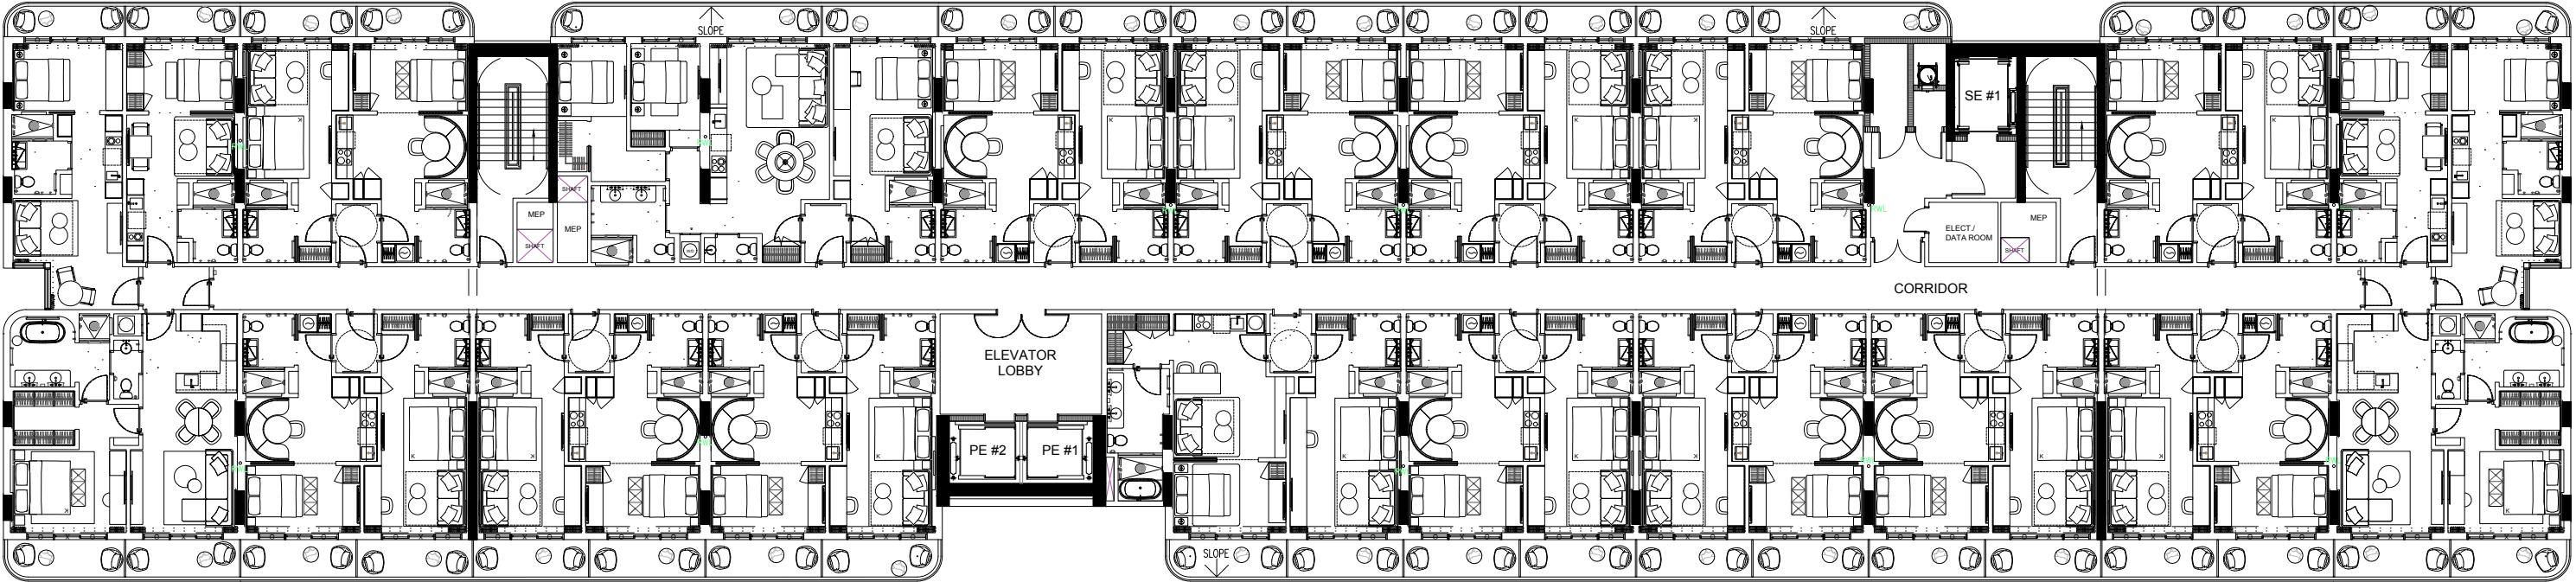 SLOPE
SLOPE
SE #1
SHAFT
MEP
MEP
SHAFT
MEP
ELECT./
DATA ROOM
SHAFT
RWL
CORRIDOR
ELEVATOR
LOBBY
PE #2
PE #1
SLOPE